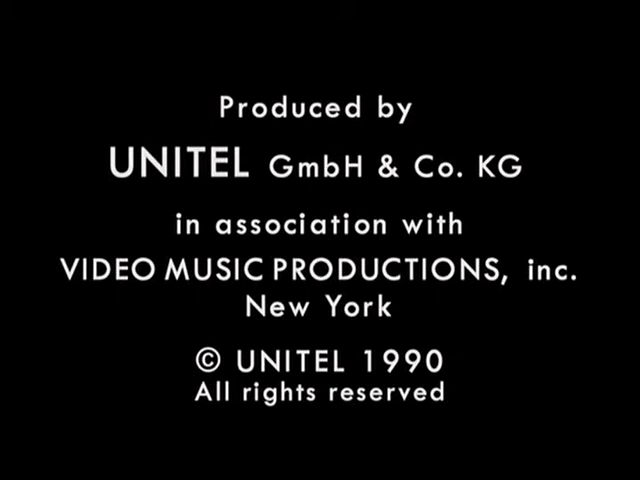 Produced by
UNITEL GmbH & Co. KG
in association with
VIDEO MUSIC PRODUCTIONS, inc.
New York
© UNITEL 1990
All rights reserved